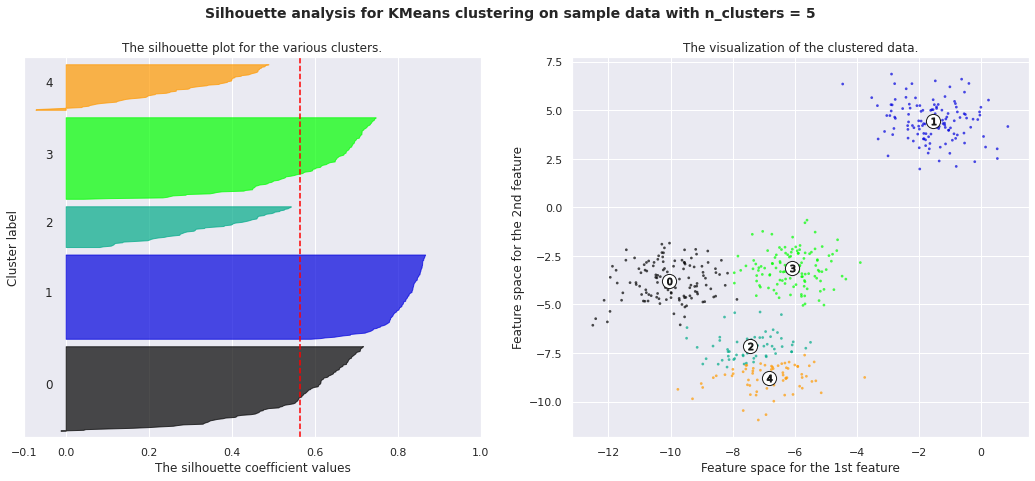 Silhouette analysis for KMeans clustering on sample data with n_clusters = 5
The silhouette plot for the various clusters.
4
3
2
1
0
Cluster label
−0.1 0.0 0.2 0.4 0.6 0.8 1.0
The silhouette coefficient values
The visualization of the clustered data.
7.5
5.0
2.5
0.0
−2.5
−5.0
−7.5
−10.0
Feature space for the 2nd feature
1
3
0
2
4
−12 −10 −8 −6 −4 −2 0
Feature space for the 1st feature